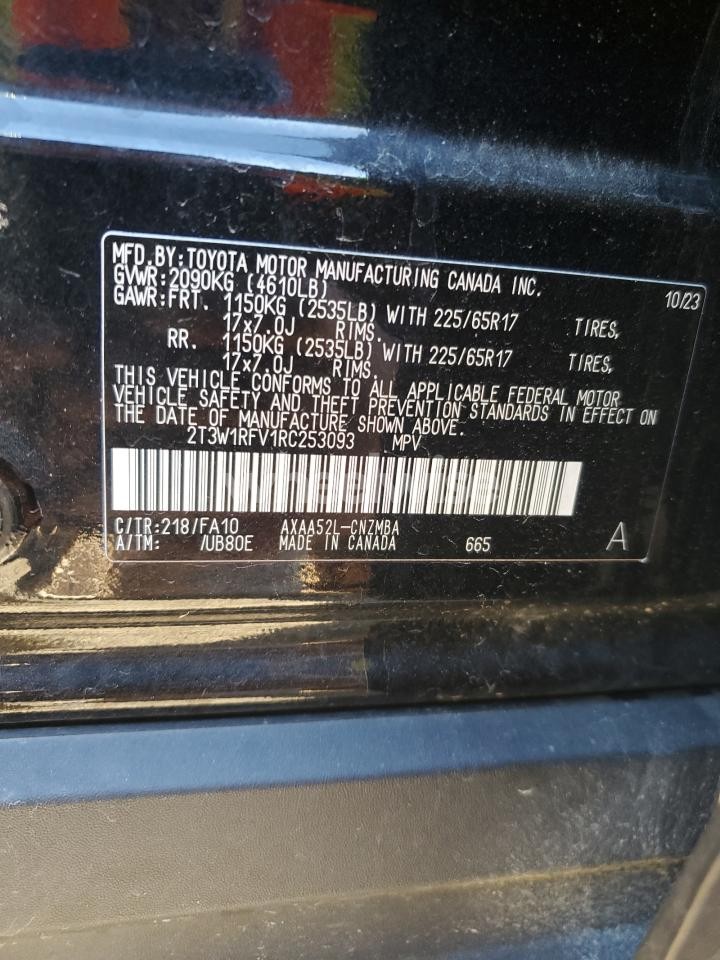 MFD.BY:TOYOTA MOTOR MANUFACTURING CANADA INC. 10/23
GVWR:2090KG (4610LB)
GAWR:FRT. 1150KG (2535LB) WITH 225/65R17 TIRES,
17x7.0J RIMS.
RR. 1150KG (2535LB) WITH 225/65R17 TIRES,
17x7.0J RIMS.
THIS VEHICLE CONFORMS TO ALL APPLICABLE FEDERAL MOTOR
VEHICLE SAFETY AND THEFT PREVENTION STANDARDS IN EFFECT ON
THE DATE OF MANUFACTURE SHOWN ABOVE.
2T3W1RFV1RC253093 MPV
C/TR:218/FA10 AXAA52L-CNZMBA
A/TM: /UB80E MADE IN CANADA 665 A